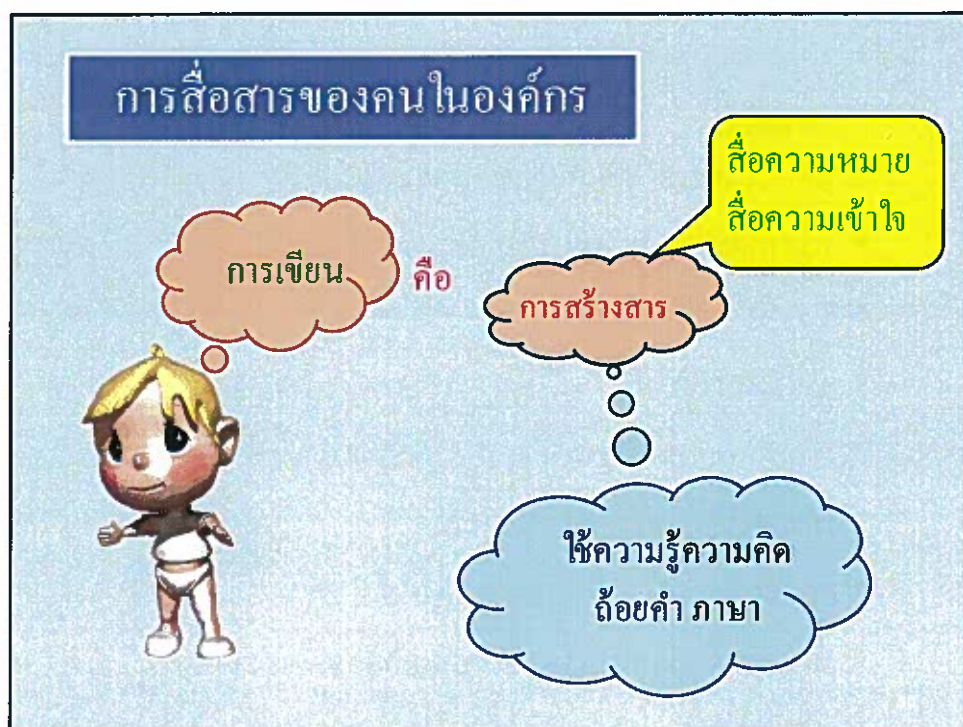 การสื่อสารของคนในองค์กร
สื่อความหมาย
สื่อความเข้าใจ
การเขียน
คือ
การสร้างสาร
ใช้ความรู้ความคิด
ถ้อยคำ ภาษา